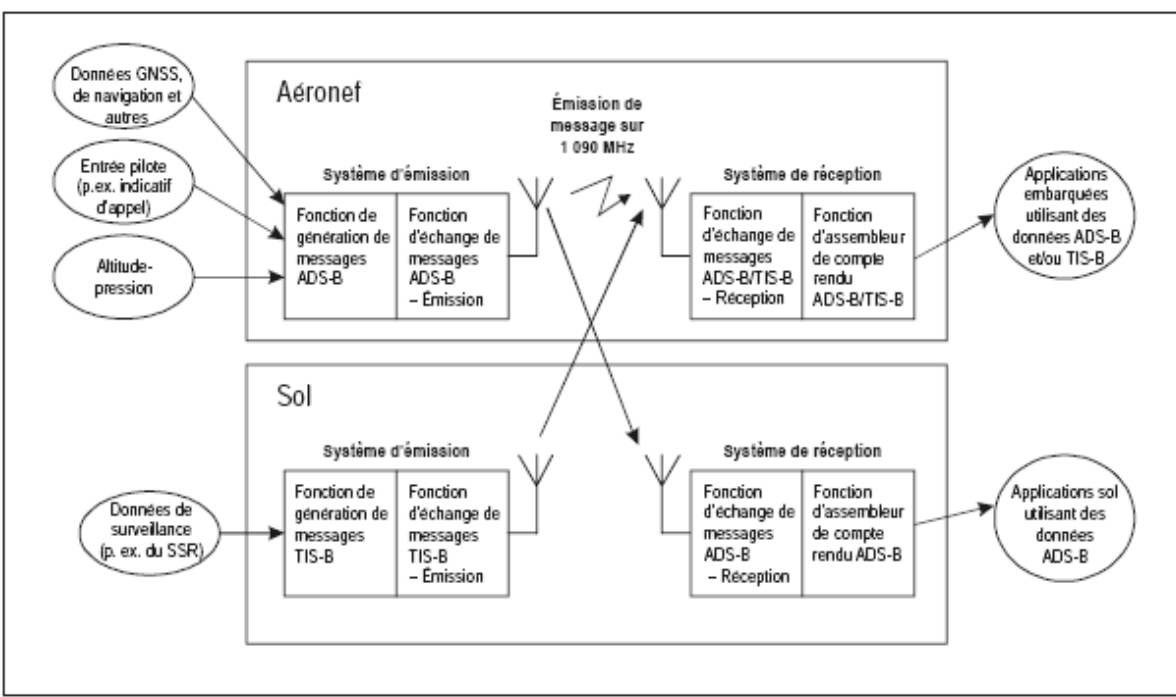 Données GNSS,
de navigation et
autres
Entrée pilote
(p.ex. indicatif
d'appel)
Altitude-
pression
Aéronef
Émission de
message sur
1 090 MHz
Système d'émission
Fonction de
génération de
messages
ADS-B
Fonction
d'échange de
messages
ADS-B
– Émission
Système de réception
Fonction
d'échange de
messages
ADS-B/TIS-B
– Réception
Fonction
d'assembleur
de compte
rendu
ADS-B/TIS-B
Applications
embarquées
utilisant des
données ADS-B
et/ou TIS-B
Sol
Données de
surveillance
(p. ex. du SSR)
Système d'émission
Fonction de
génération de
messages
TIS-B
Fonction
d'échange de
messages
TIS-B
– Émission
Système de réception
Fonction
d'échange de
messages
ADS-B
– Réception
Fonction
d'assembleur
de compte
rendu ADS-B
Applications sol
utilisant des
données
ADS-B